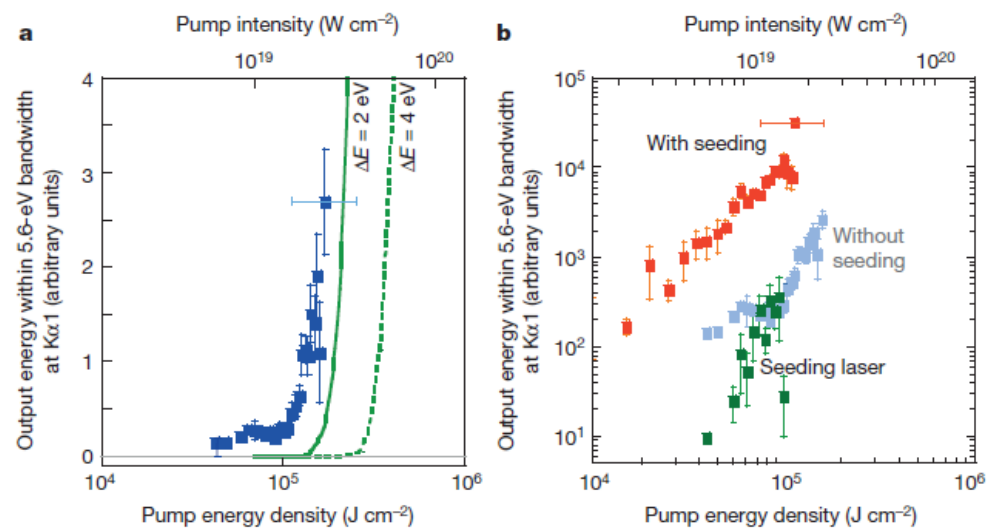 a
Pump intensity (W cm⁻²)
10¹⁹
10²⁰
4
3
2
1
0
Output energy within 5.6-eV bandwidth
at Kα1 (arbitrary units)
ΔE = 2 eV
ΔE = 4 eV
10⁴
10⁵
10⁶
Pump energy density (J cm⁻²)
b
Pump intensity (W cm⁻²)
10¹⁹
10²⁰
10⁵
10⁴
10³
10²
10¹
Output energy within 5.6-eV bandwidth
at Kα1 (arbitrary units)
With seeding
Without
seeding
Seeding laser
10⁴
10⁵
10⁶
Pump energy density (J cm⁻²)